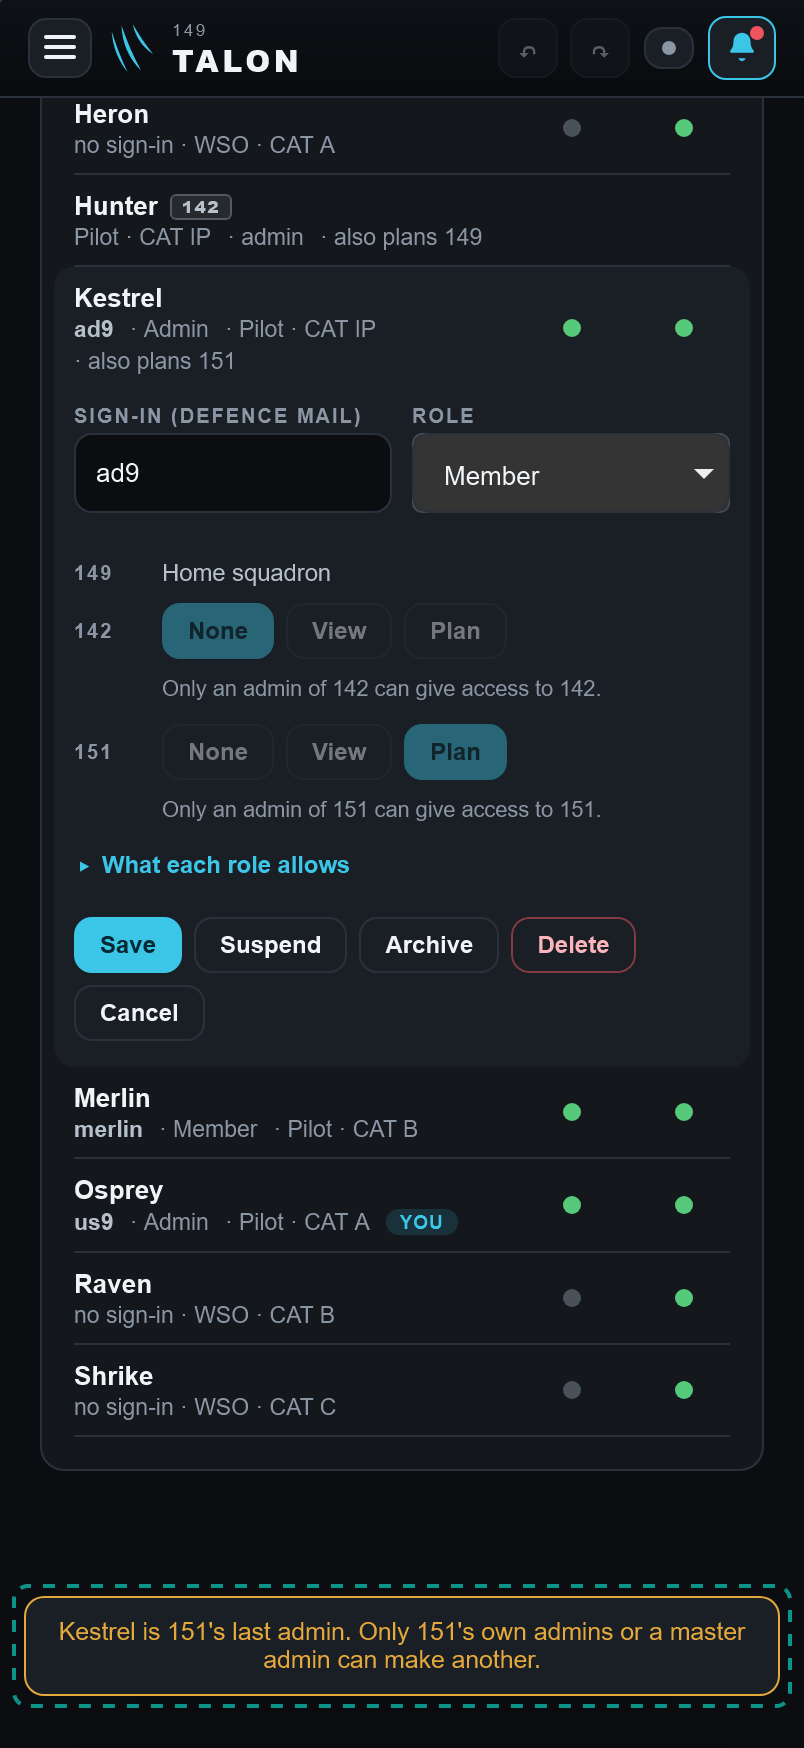 149
TALON
Heron
no sign-in · WSO · CAT A
Hunter 142
Pilot · CAT IP · admin · also plans 149
Kestrel
ad9 · Admin · Pilot · CAT IP
· also plans 151
SIGN-IN (DEFENCE MAIL) ROLE
ad9 Member
149 Home squadron
142 None View Plan
Only an admin of 142 can give access to 142.
151 None View Plan
Only an admin of 151 can give access to 151.
▸ What each role allows
Save Suspend Archive Delete
Cancel
Merlin
merlin · Member · Pilot · CAT B
Osprey
us9 · Admin · Pilot · CAT A YOU
Raven
no sign-in · WSO · CAT B
Shrike
no sign-in · WSO · CAT C
Kestrel is 151's last admin. Only 151's own admins or a master
admin can make another.